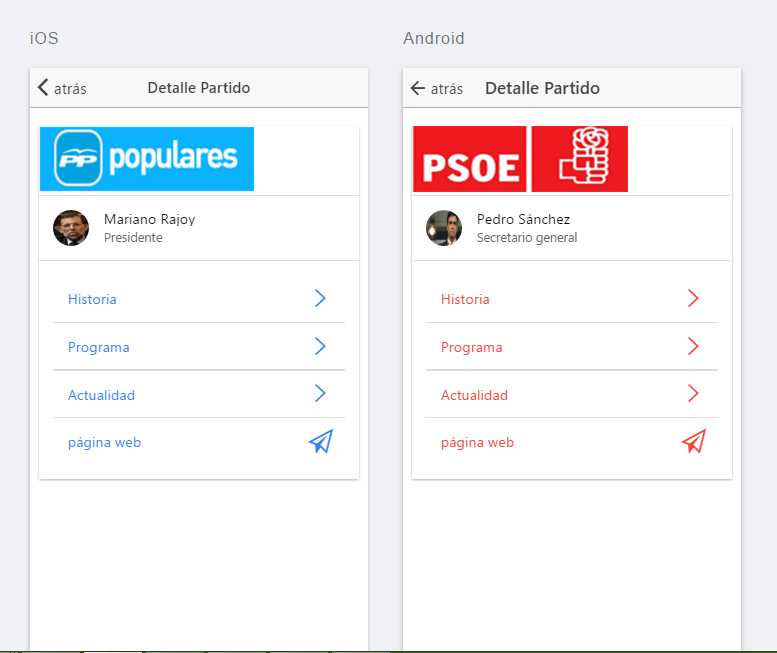 iOS
atrás
Detalle Partido
PP populares
Mariano Rajoy
Presidente
Historia
Programa
Actualidad
página web
Android
atrás
Detalle Partido
PSOE
Pedro Sánchez
Secretario general
Historia
Programa
Actualidad
página web